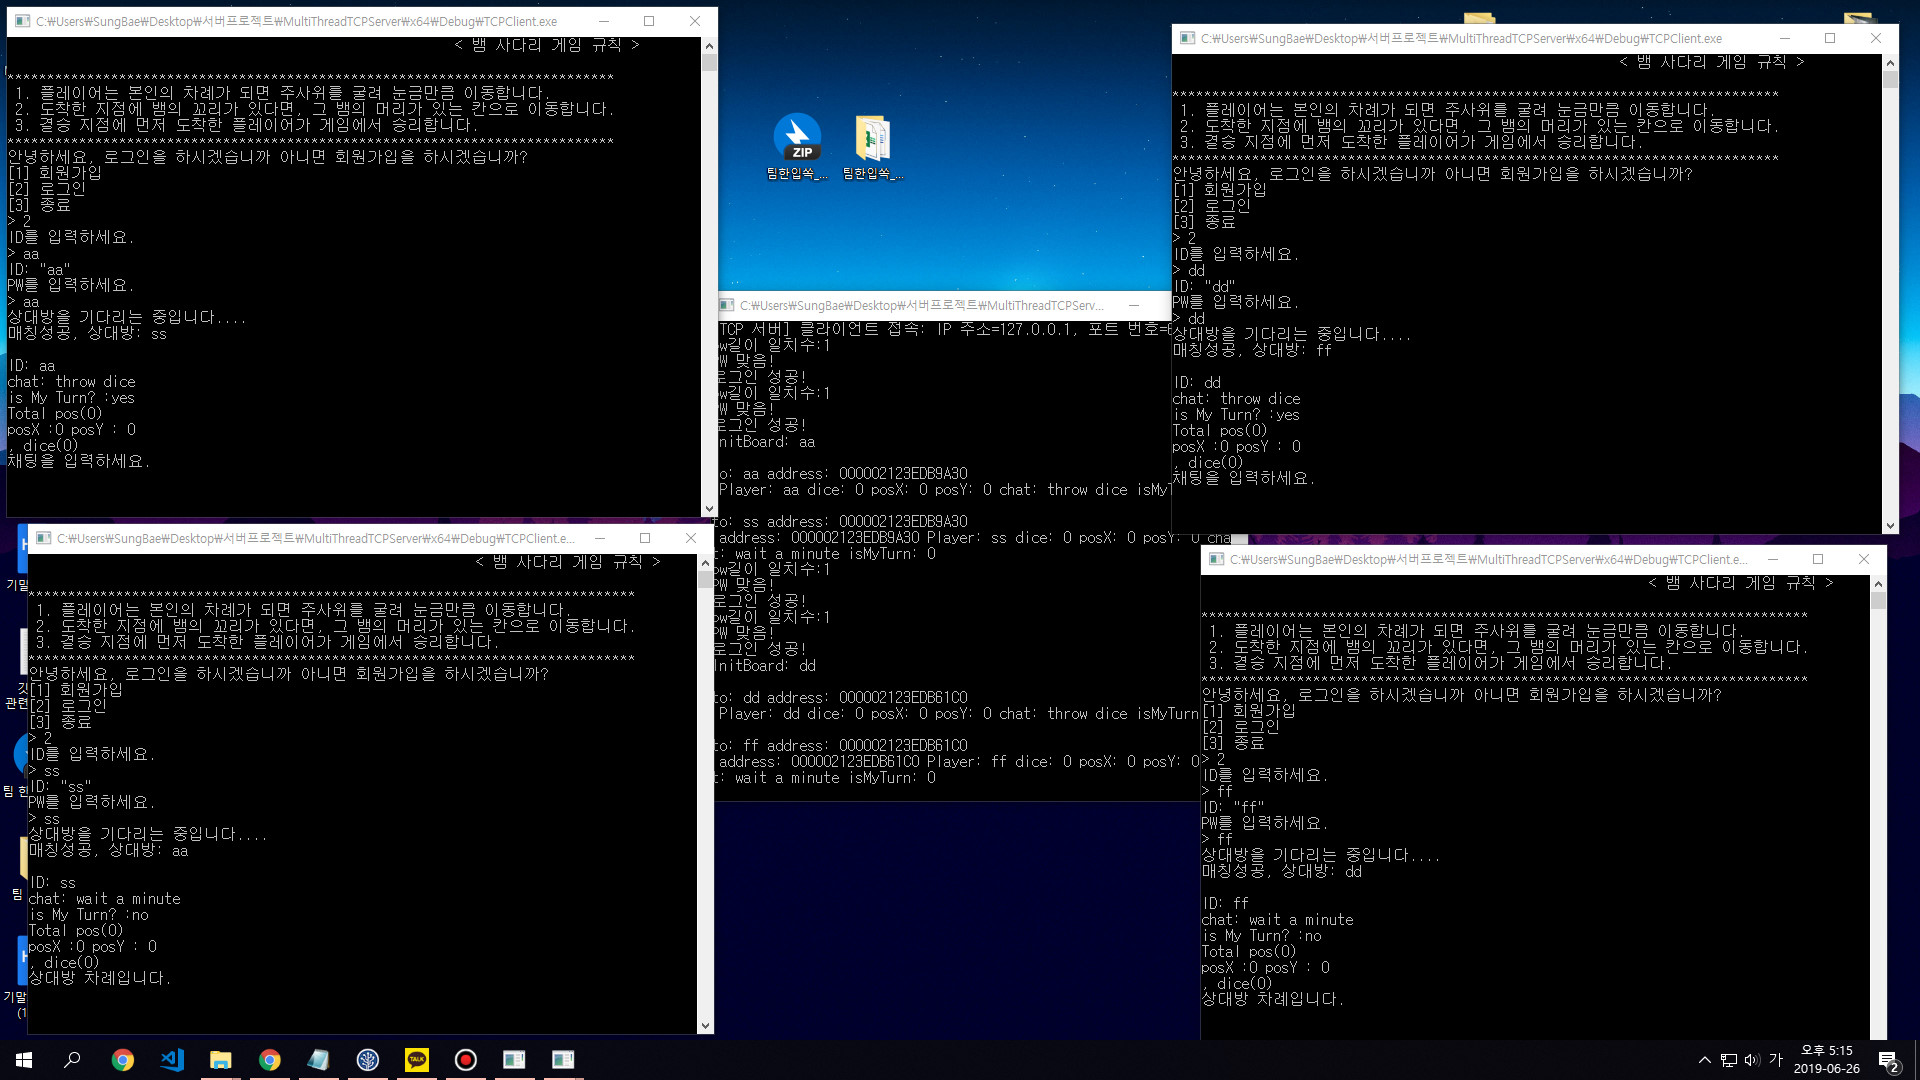 C:₩Users₩SungBae₩Desktop₩서버프로젝트₩MultiThreadTCPServer₩x64₩Debug₩TCPClient.exe
< 뱀 사다리 게임 규칙 >
*****************************************************************************
1. 플레이어는 본인의 차례가 되면 주사위를 굴려 눈금만큼 이동합니다.
2. 도착한 지점에 뱀의 꼬리가 있다면, 그 뱀의 머리가 있는 칸으로 이동합니다.
3. 결승 지점에 먼저 도착한 플레이어가 게임에서 승리합니다.
*****************************************************************************
안녕하세요, 로그인을 하시겠습니까 아니면 회원가입을 하시겠습니까?
[1] 회원가입
[2] 로그인
[3] 종료
> 2
ID를 입력하세요.
> aa
ID: "aa"
PW를 입력하세요.
> aa
상대방을 기다리는 중입니다....
매칭성공, 상대방: ss
ID: aa
chat: throw dice
is My Turn? :yes
Total pos(0)
posX :0 posY : 0
, dice(0)
채팅을 입력하세요.
C:₩Users₩SungBae₩Desktop₩서버프로젝트₩MultiThreadTCPServer₩x64₩Debug₩TCPClient.e...
< 뱀 사다리 게임 규칙 >
*****************************************************************************
1. 플레이어는 본인의 차례가 되면 주사위를 굴려 눈금만큼 이동합니다.
2. 도착한 지점에 뱀의 꼬리가 있다면, 그 뱀의 머리가 있는 칸으로 이동합니다.
3. 결승 지점에 먼저 도착한 플레이어가 게임에서 승리합니다.
*****************************************************************************
안녕하세요, 로그인을 하시겠습니까 아니면 회원가입을 하시겠습니까?
[1] 회원가입
[2] 로그인
[3] 종료
> 2
ID를 입력하세요.
> ss
ID: "ss"
PW를 입력하세요.
> ss
상대방을 기다리는 중입니다....
매칭성공, 상대방: aa
ID: ss
chat: wait a minute
is My Turn? :no
Total pos(0)
posX :0 posY : 0
, dice(0)
상대방 차례입니다.
ZIP
팀한입쏙_...
팀한입쏙_...
C:₩Users₩SungBae₩Desktop₩서버프로젝트₩MultiThreadTCPServ...
TCP 서버] 클라이언트 접속: IP 주소=127.0.0.1, 포트 번호=
w길이 일치수:1
W 맞음!
로그인 성공!
w길이 일치수:1
W 맞음!
로그인 성공!
nitBoard: aa
o: aa address: 000002123EDB9A30
Player: aa dice: 0 posX: 0 posY: 0 chat: throw dice isMyT
to: ss address: 000002123EDB9A30
address: 000002123EDB9A30 Player: ss dice: 0 posX: 0 posY: 0 cha
t: wait a minute isMyTurn: 0
w길이 일치수:1
W 맞음!
로그인 성공!
w길이 일치수:1
W 맞음!
로그인 성공!
InitBoard: dd
to: dd address: 000002123EDB61C0
Player: dd dice: 0 posX: 0 posY: 0 chat: throw dice isMyTurn
to: ff address: 000002123EDB61C0
address: 000002123EDB61C0 Player: ff dice: 0 posX: 0 posY: 0
t: wait a minute isMyTurn: 0
C:₩Users₩SungBae₩Desktop₩서버프로젝트₩MultiThreadTCPServer₩x64₩Debug₩TCPClient.exe
< 뱀 사다리 게임 규칙 >
*****************************************************************************
1. 플레이어는 본인의 차례가 되면 주사위를 굴려 눈금만큼 이동합니다.
2. 도착한 지점에 뱀의 꼬리가 있다면, 그 뱀의 머리가 있는 칸으로 이동합니다.
3. 결승 지점에 먼저 도착한 플레이어가 게임에서 승리합니다.
*****************************************************************************
안녕하세요, 로그인을 하시겠습니까 아니면 회원가입을 하시겠습니까?
[1] 회원가입
[2] 로그인
[3] 종료
> 2
ID를 입력하세요.
> dd
ID: "dd"
PW를 입력하세요.
> dd
상대방을 기다리는 중입니다....
매칭성공, 상대방: ff
ID: dd
chat: throw dice
is My Turn? :yes
Total pos(0)
posX :0 posY : 0
, dice(0)
채팅을 입력하세요.
C:₩Users₩SungBae₩Desktop₩서버프로젝트₩MultiThreadTCPServer₩x64₩Debug₩TCPClient.e...
< 뱀 사다리 게임 규칙 >
*****************************************************************************
1. 플레이어는 본인의 차례가 되면 주사위를 굴려 눈금만큼 이동합니다.
2. 도착한 지점에 뱀의 꼬리가 있다면, 그 뱀의 머리가 있는 칸으로 이동합니다.
3. 결승 지점에 먼저 도착한 플레이어가 게임에서 승리합니다.
*****************************************************************************
안녕하세요, 로그인을 하시겠습니까 아니면 회원가입을 하시겠습니까?
[1] 회원가입
[2] 로그인
[3] 종료
> 2
ID를 입력하세요.
> ff
ID: "ff"
PW를 입력하세요.
> ff
상대방을 기다리는 중입니다....
매칭성공, 상대방: dd
ID: ff
chat: wait a minute
is My Turn? :no
Total pos(0)
posX :0 posY : 0
, dice(0)
상대방 차례입니다.
기말
깃
관련
팀 한
팀
기말
(1
TALK
가
오후 5:15
2019-06-26
2